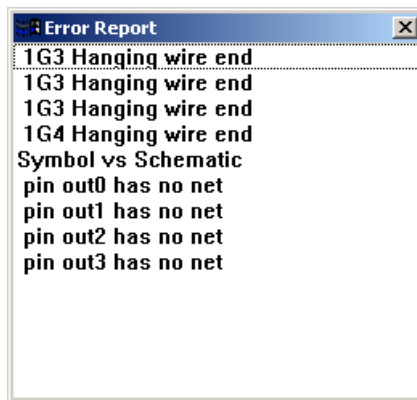 Error Report
1G3 Hanging wire end
1G3 Hanging wire end
1G3 Hanging wire end
1G4 Hanging wire end
Symbol vs Schematic
pin out0 has no net
pin out1 has no net
pin out2 has no net
pin out3 has no net